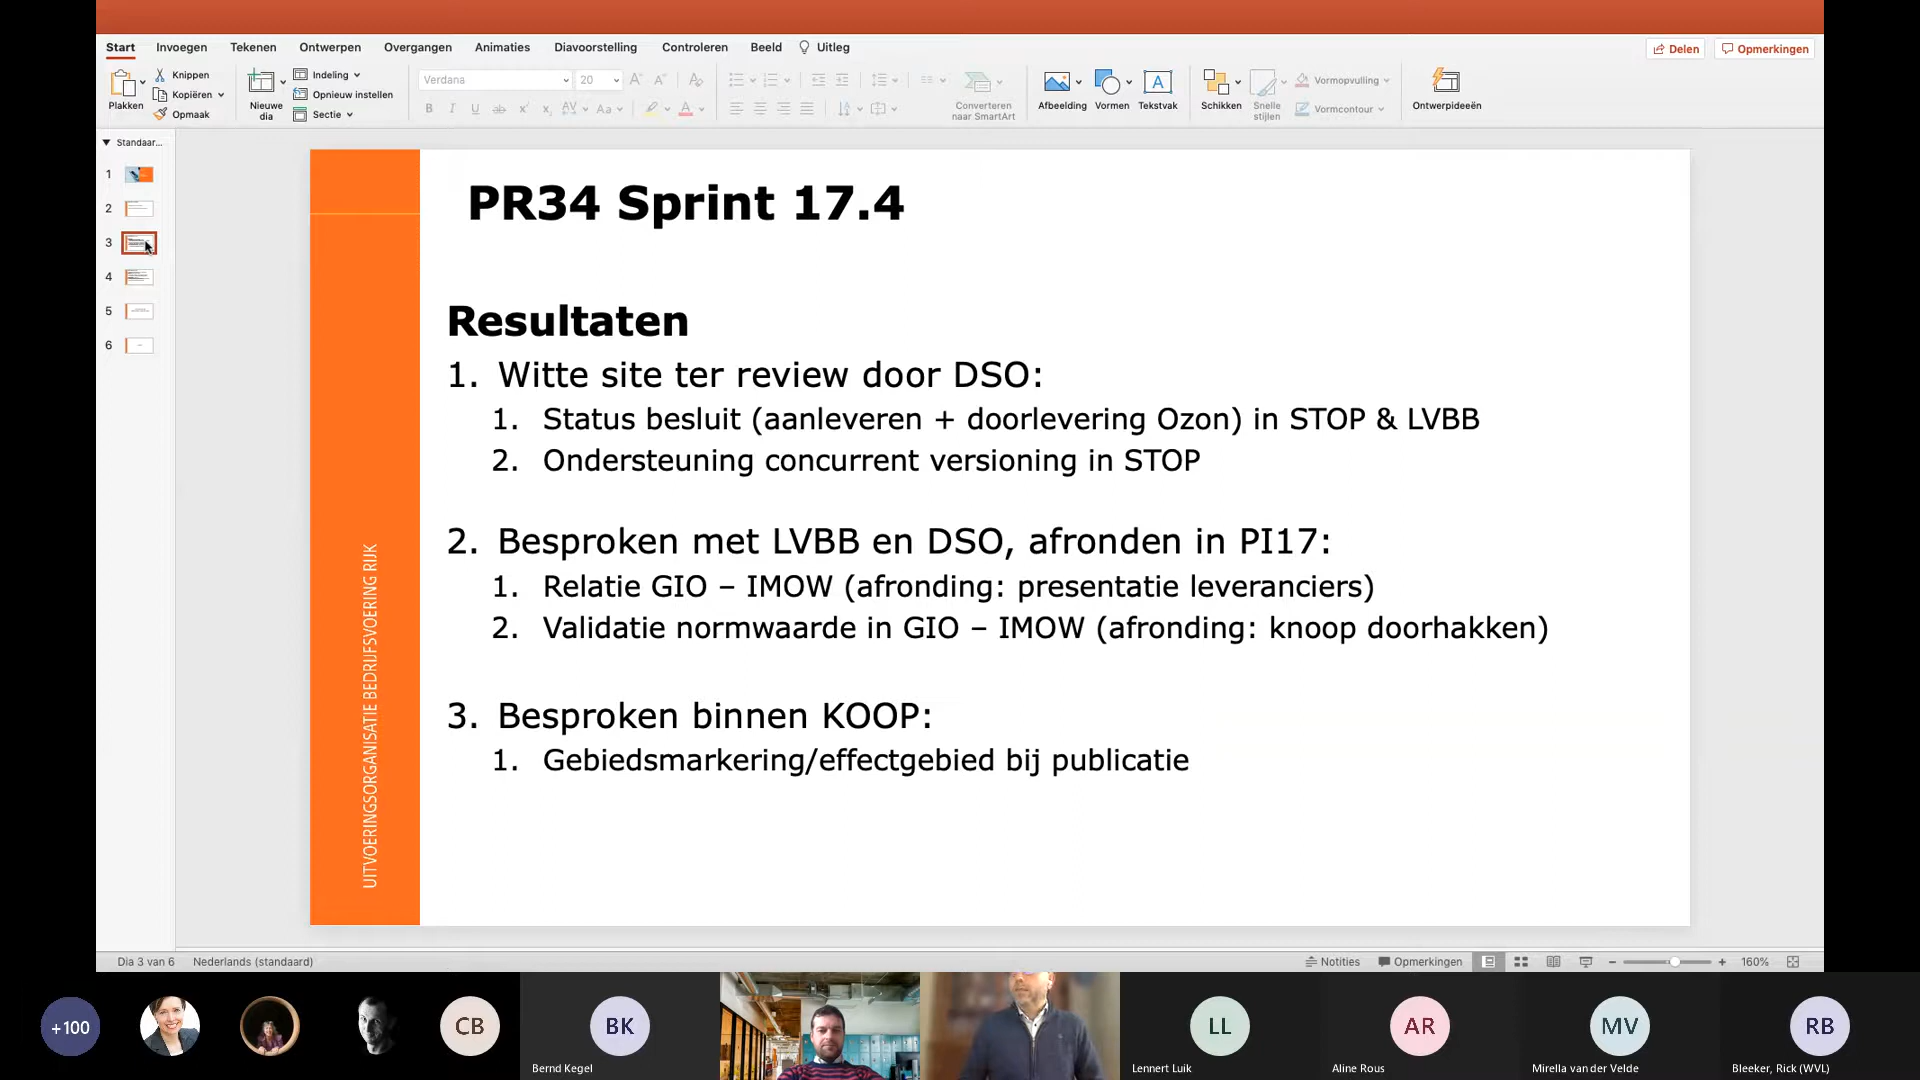 Start Invoegen Tekenen Ontwerpen Overgangen Animaties Diavoorstelling Controleren Beeld Uitleg Delen Opmerkingen
Plakken
Knippen
Kopiëren
Opmaak
Nieuwe
dia
Indeling
Opnieuw instellen
Sectie
Verdana 20
Converteren
naar SmartArt
Afbeelding Vormen Tekstvak
Schikken
Snelle
stijlen
Vormopvulling
Vormcontour
Ontwerpideeën
Standaar...
1
2
3
4
5
6
PR34 Sprint 17.4
Resultaten
1. Witte site ter review door DSO:
1. Status besluit (aanleveren + doorlevering Ozon) in STOP & LVBB
2. Ondersteuning concurrent versioning in STOP
2. Besproken met LVBB en DSO, afronden in PI17:
1. Relatie GIO – IMOW (afronding: presentatie leveranciers)
2. Validatie normwaarde in GIO – IMOW (afronding: knoop doorhakken)
3. Besproken binnen KOOP:
1. Gebiedsmarkering/effectgebied bij publicatie
UITVOERINGSORGANISATIE BEDRIJFSVOERING RIJK
Dia 3 van 6 Nederlands (standaard) Notities Opmerkingen 160%
+100 CB BK LL AR MV RB
Bernd Kegel Lennert Luik Aline Rous Mirella van der Velde Bleeker, Rick (WVL)